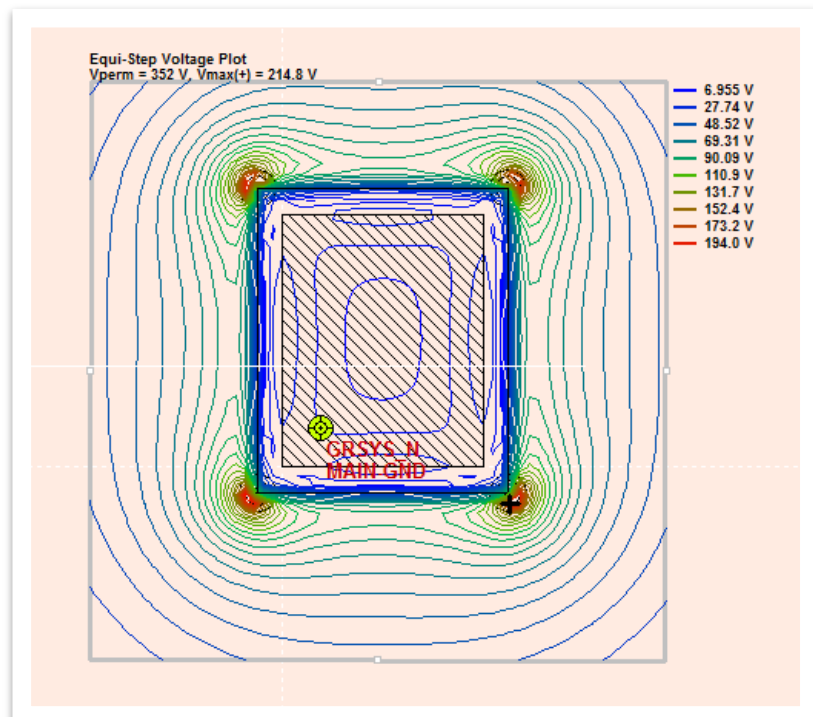 Equi-Step Voltage Plot
Vperm = 352 V, Vmax(+) = 214.8 V
6.955 V
27.74 V
48.52 V
69.31 V
90.09 V
110.9 V
131.7 V
152.4 V
173.2 V
194.0 V
GRSYS_N
MAIN GND